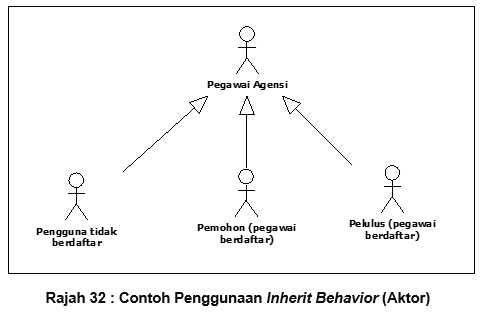 Pegawai Agensi
Pengguna tidak
berdaftar
Pemohon (pegawai
berdaftar)
Pelulus (pegawai
berdaftar)
Rajah 32 : Contoh Penggunaan Inherit Behavior (Aktor)